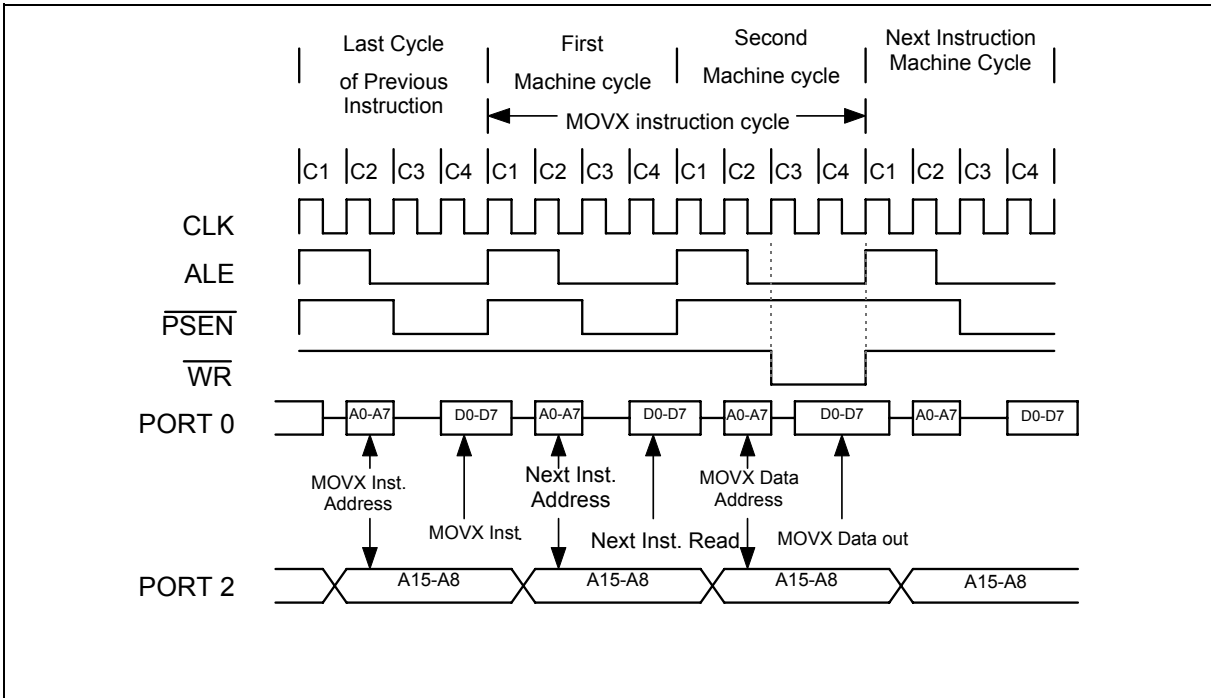 Last Cycle
of Previous
Instruction
First
Machine cycle
Second
Machine cycle
Next Instruction
Machine Cycle
MOVX instruction cycle
C1 C2 C3 C4 C1 C2 C3 C4 C1 C2 C3 C4 C1 C2 C3 C4
CLK
ALE
PSEN
WR
PORT 0
A0-A7 D0-D7 A0-A7 D0-D7 A0-A7 D0-D7 A0-A7 D0-D7
MOVX Inst.
Address
MOVX Inst.
Next Inst.
Address
Next Inst. Read
MOVX Data
Address
MOVX Data out
PORT 2
A15-A8 A15-A8 A15-A8 A15-A8